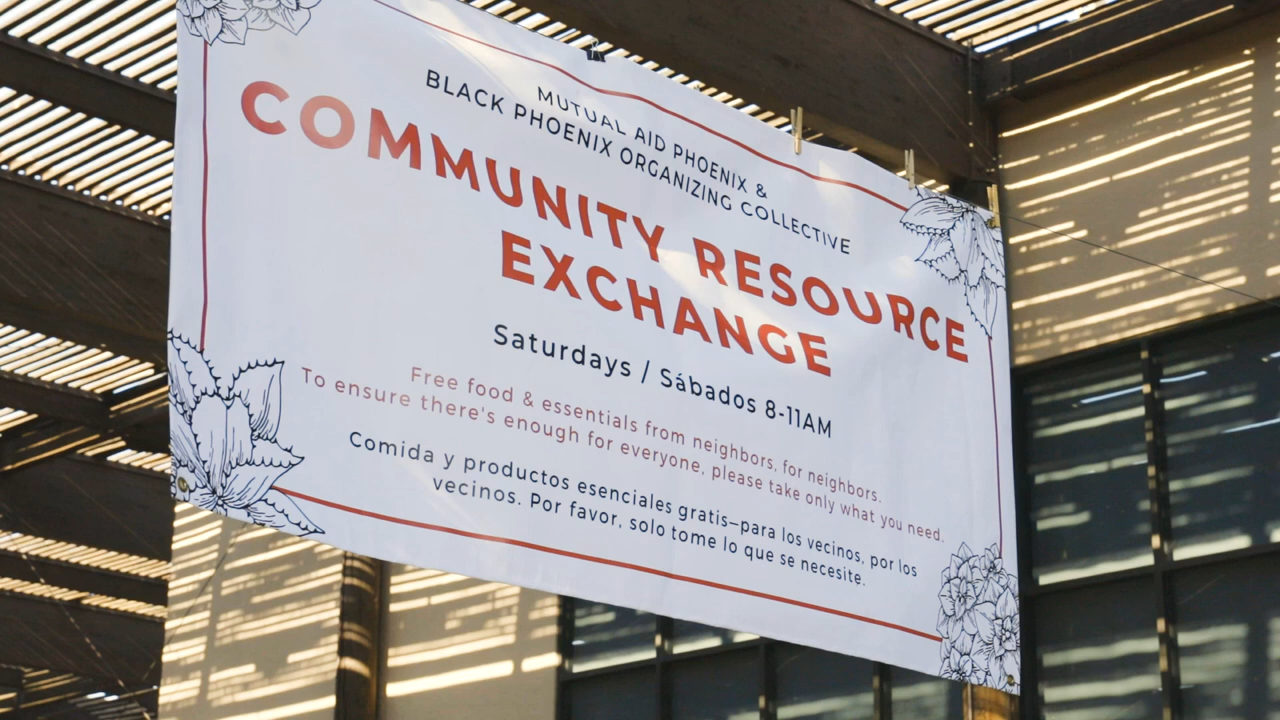 MUTUAL AID PHOENIX &
BLACK PHOENIX ORGANIZING COLLECTIVE
COMMUNITY RESOURCE
EXCHANGE
Saturdays / Sábados 8-11AM
Free food & essentials from neighbors, for neighbors.
To ensure there's enough for everyone, please take only what you need.
Comida y productos esenciales gratis—para los vecinos, por los
vecinos. Por favor, solo tome lo que se necesite.